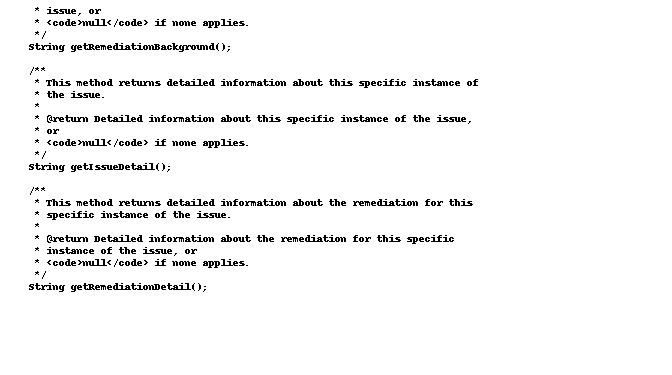 * issue, or
* <code>null</code> if none applies.
*/
String getRemediationBackground();
/**
* This method returns detailed information about this specific instance of
* the issue.
*
* @return Detailed information about this specific instance of the issue,
* or
* <code>null</code> if none applies.
*/
String getIssueDetail();
/**
* This method returns detailed information about the remediation for this
* specific instance of the issue.
*
* @return Detailed information about the remediation for this specific
* instance of the issue, or
* <code>null</code> if none applies.
*/
String getRemediationDetail();